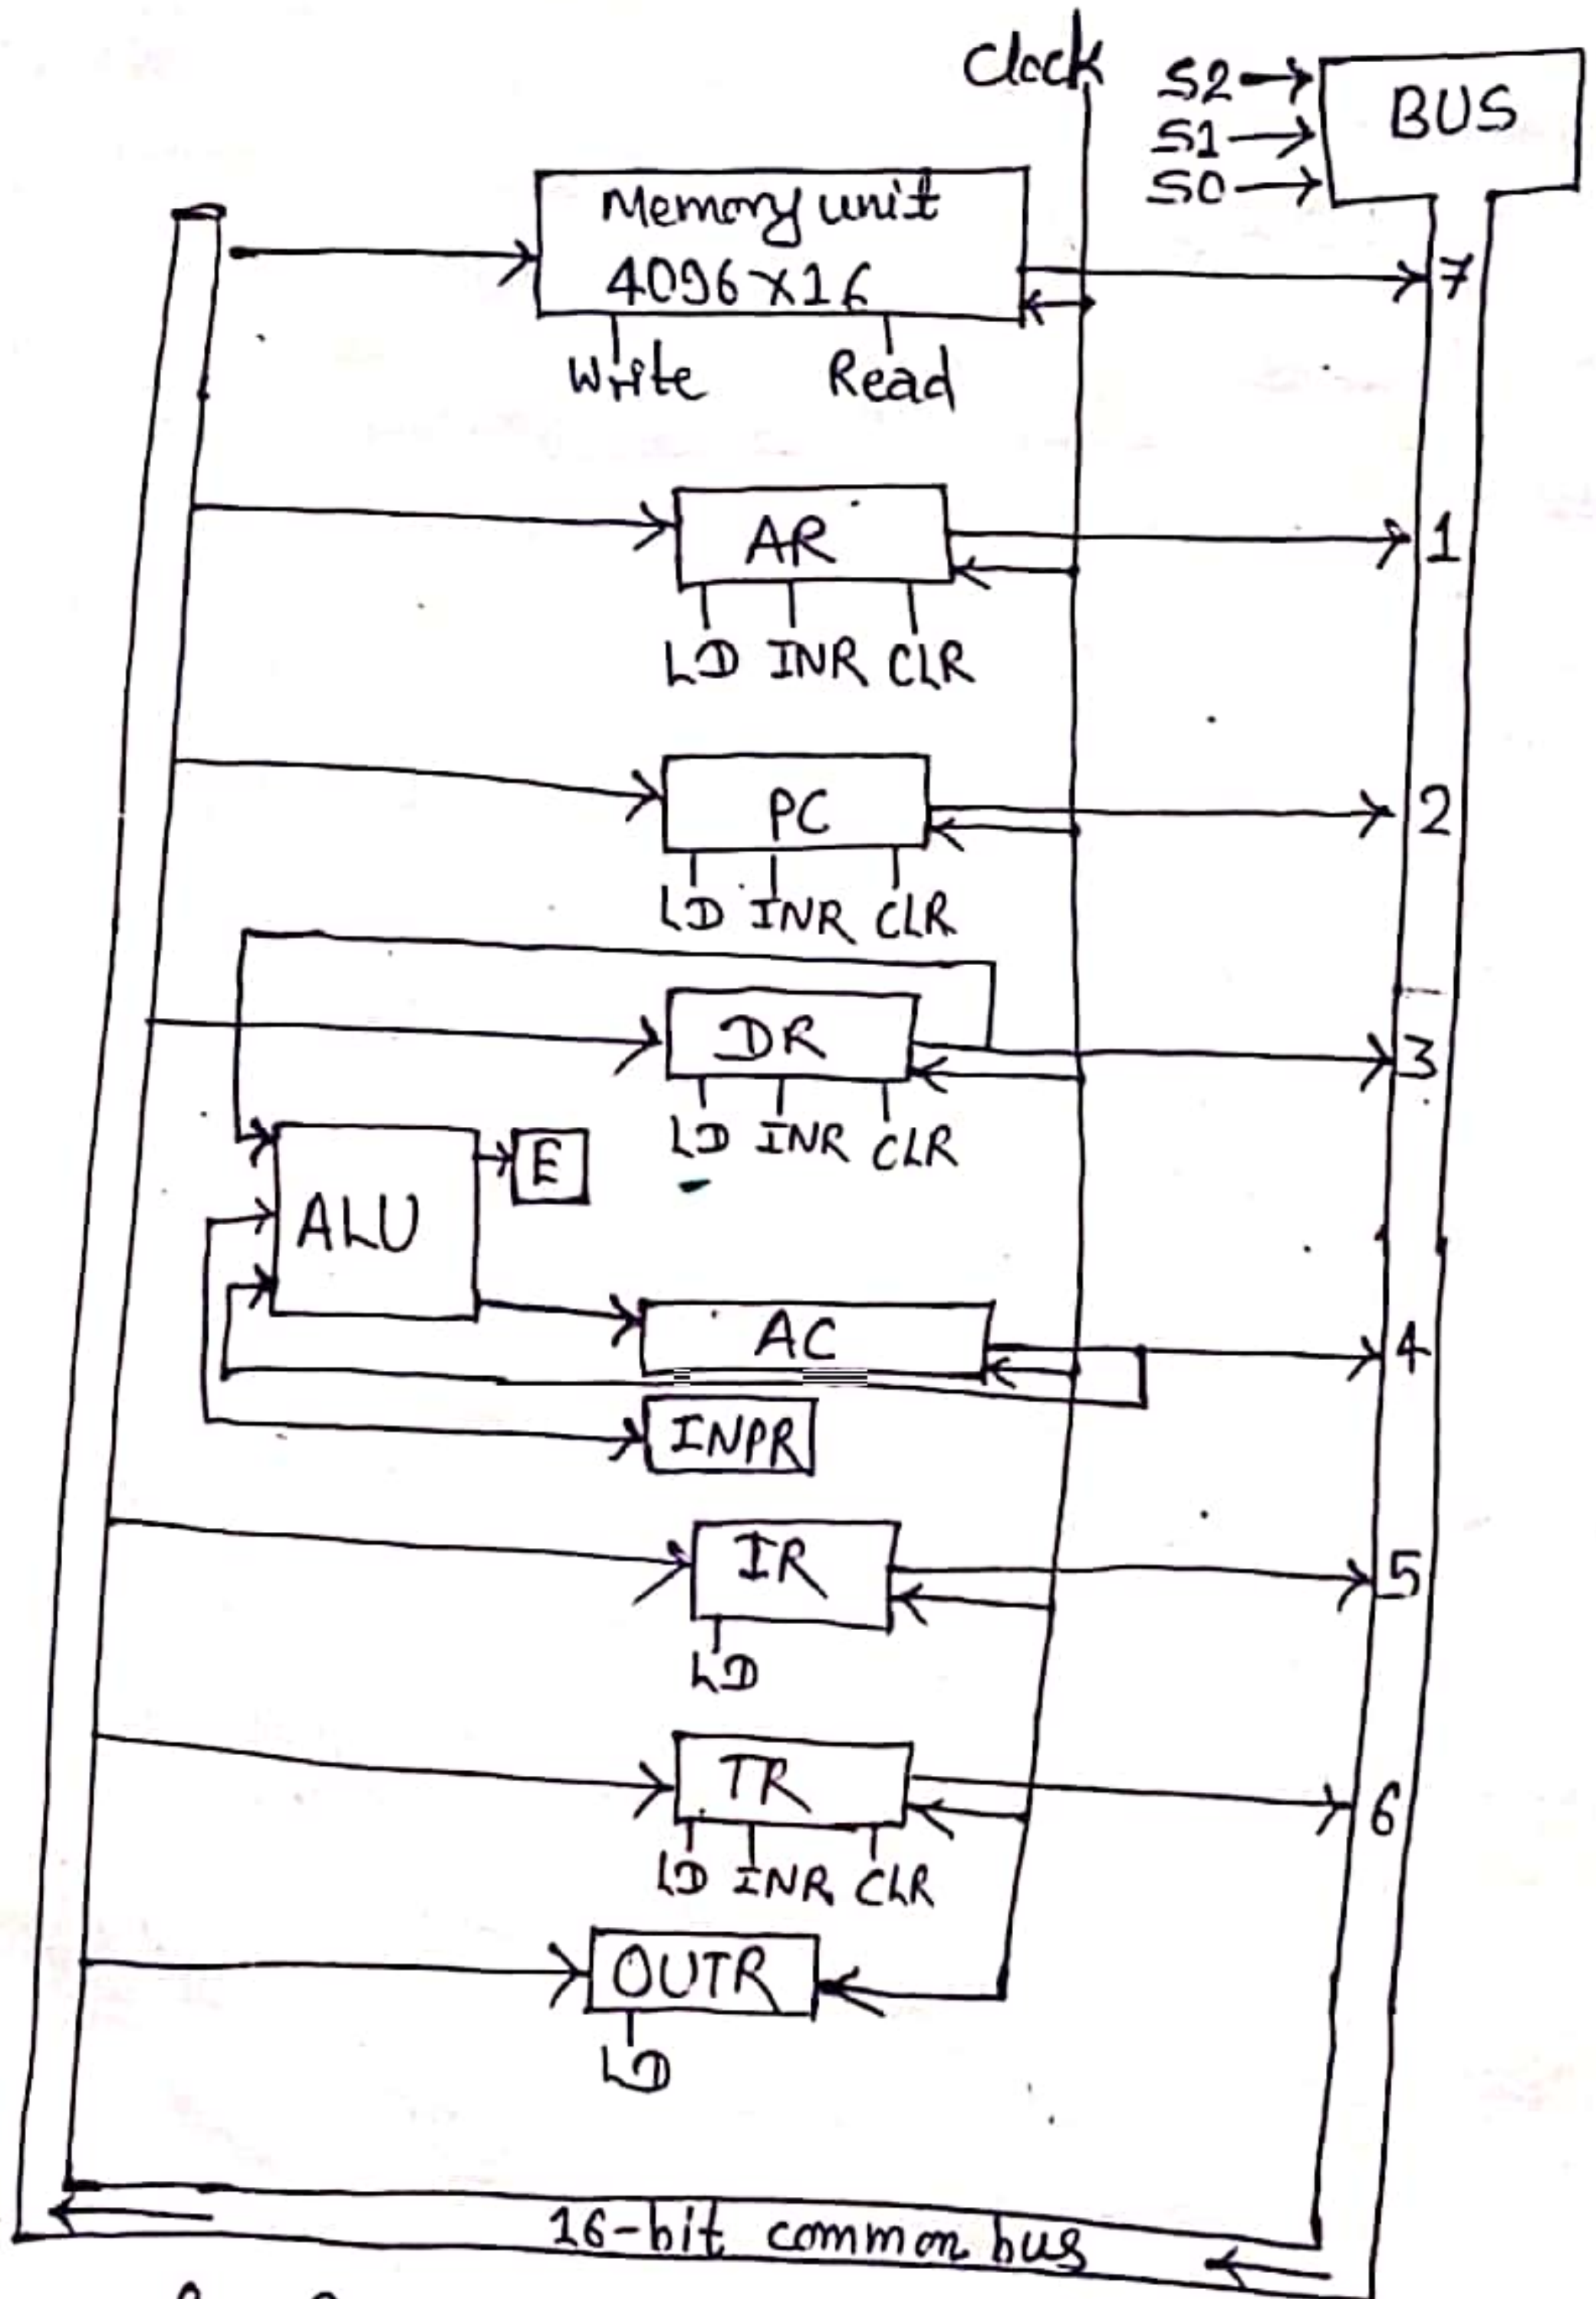 Clock
S2
BUS
S1
S0
Memory unit
4096x16
7
Write Read
AR
1
LD INR CLR
PC
2
LD INR CLR
DR
3
LD INR CLR
E
ALU
AC
4
INPR
IR
5
LD
TR
6
LD INR CLR
OUTR
LD
16-bit common bus